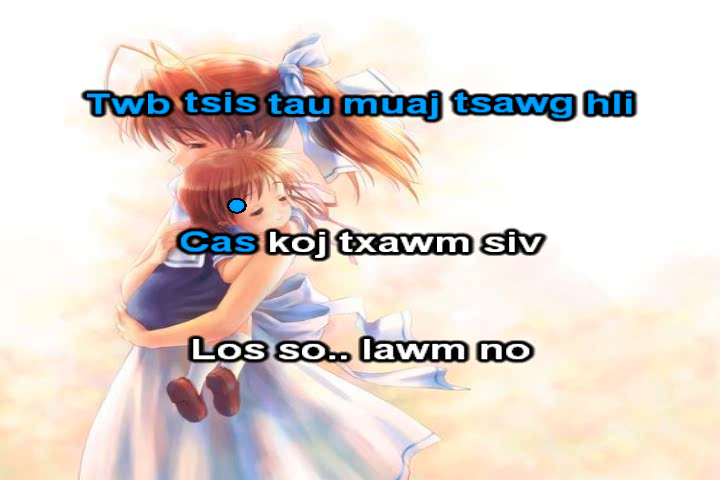 Twb tsis tau muaj tsawg hli
Cas koj txawm siv
Los so.. lawm no